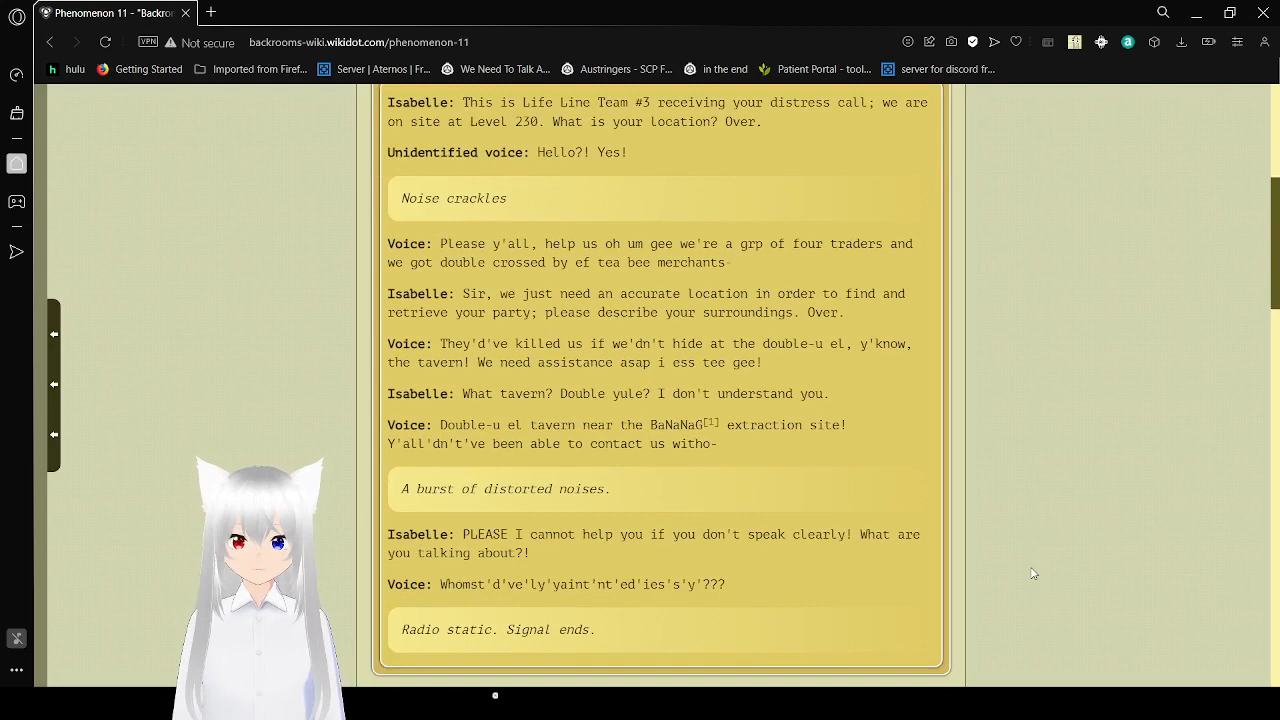 Phenomenon 11 - "Backro
VPN
Not secure
backrooms-wiki.wikidot.com/phenomenon-11
hulu
Getting Started
Imported from Firef...
Server | Aternos | Fr...
We Need To Talk A...
Austringers - SCP F...
in the end
Patient Portal - tool...
server for discord fra...
Isabelle: This is Life Line Team #3 receiving your distress call; we are
on site at Level 230. What is your location? Over.
Unidentified voice: Hello?! Yes!
Noise crackles
Voice: Please y'all, help us oh um gee we're a grp of four traders and
we got double crossed by ef tea bee merchants-
Isabelle: Sir, we just need an accurate location in order to find and
retrieve your party; please describe your surroundings. Over.
Voice: They'd've killed us if we'dn't hide at the double-u el, y'know,
the tavern! We need assistance asap i ess tee gee!
Isabelle: What tavern? Double yule? I don't understand you.
Voice: Double-u el tavern near the BaNaNaG[1] extraction site!
Y'all'dn't've been able to contact us witho-
A burst of distorted noises.
Isabelle: PLEASE I cannot help you if you don't speak clearly! What are
you talking about?!
Voice: Whomst'd've'ly'yaint'nt'ed'ies's'y'???
Radio static. Signal ends.